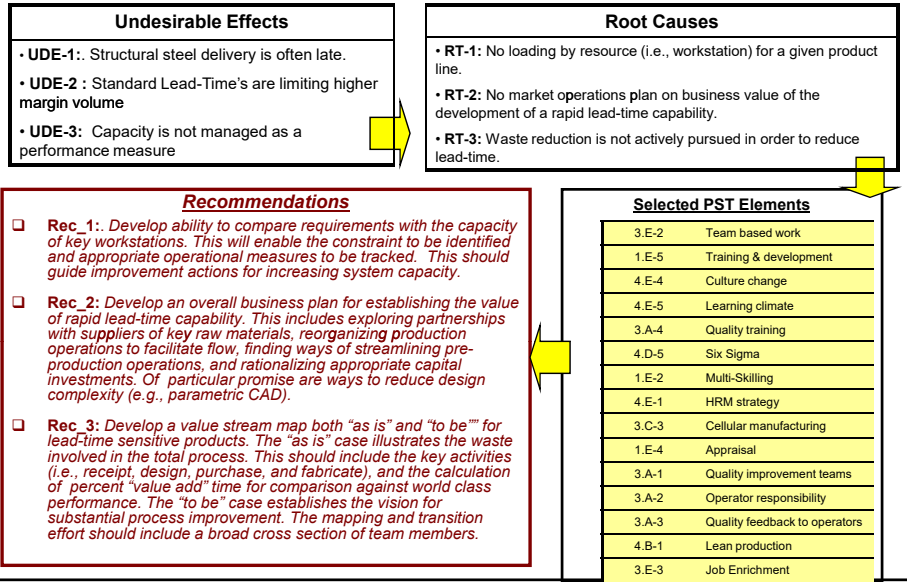 Undesirable Effects
• UDE-1:. Structural steel delivery is often late.
• UDE-2 : Standard Lead-Time's are limiting higher
margin volume
• UDE-3: Capacity is not managed as a
performance measure
Root Causes
• RT-1: No loading by resource (i.e., workstation) for a given product
line.
• RT-2: No market operations plan on business value of the
development of a rapid lead-time capability.
• RT-3: Waste reduction is not actively pursued in order to reduce
lead-time.
Recommendations
❑ Rec_1:. Develop ability to compare requirements with the capacity
of key workstations. This will enable the constraint to be identified
and appropriate operational measures to be tracked. This should
guide improvement actions for increasing system capacity.
❑ Rec_2: Develop an overall business plan for establishing the value
of rapid lead-time capability. This includes exploring partnerships
with suppliers of key raw materials, reorganizing production
operations to facilitate flow, finding ways of streamlining pre-
production operations, and rationalizing appropriate capital
investments. Of particular promise are ways to reduce design
complexity (e.g., parametric CAD).
❑ Rec_3: Develop a value stream map both “as is” and “to be”” for
lead-time sensitive products. The “as is” case illustrates the waste
involved in the total process. This should include the key activities
(i.e., receipt, design, purchase, and fabricate), and the calculation
of percent “value add” time for comparison against world class
performance. The “to be” case establishes the vision for
substantial process improvement. The mapping and transition
effort should include a broad cross section of team members.
Selected PST Elements
3.E-2 Team based work
1.E-5 Training & development
4.E-4 Culture change
4.E-5 Learning climate
3.A-4 Quality training
4.D-5 Six Sigma
1.E-2 Multi-Skilling
4.E-1 HRM strategy
3.C-3 Cellular manufacturing
1.E-4 Appraisal
3.A-1 Quality improvement teams
3.A-2 Operator responsibility
3.A-3 Quality feedback to operators
4.B-1 Lean production
3.E-3 Job Enrichment